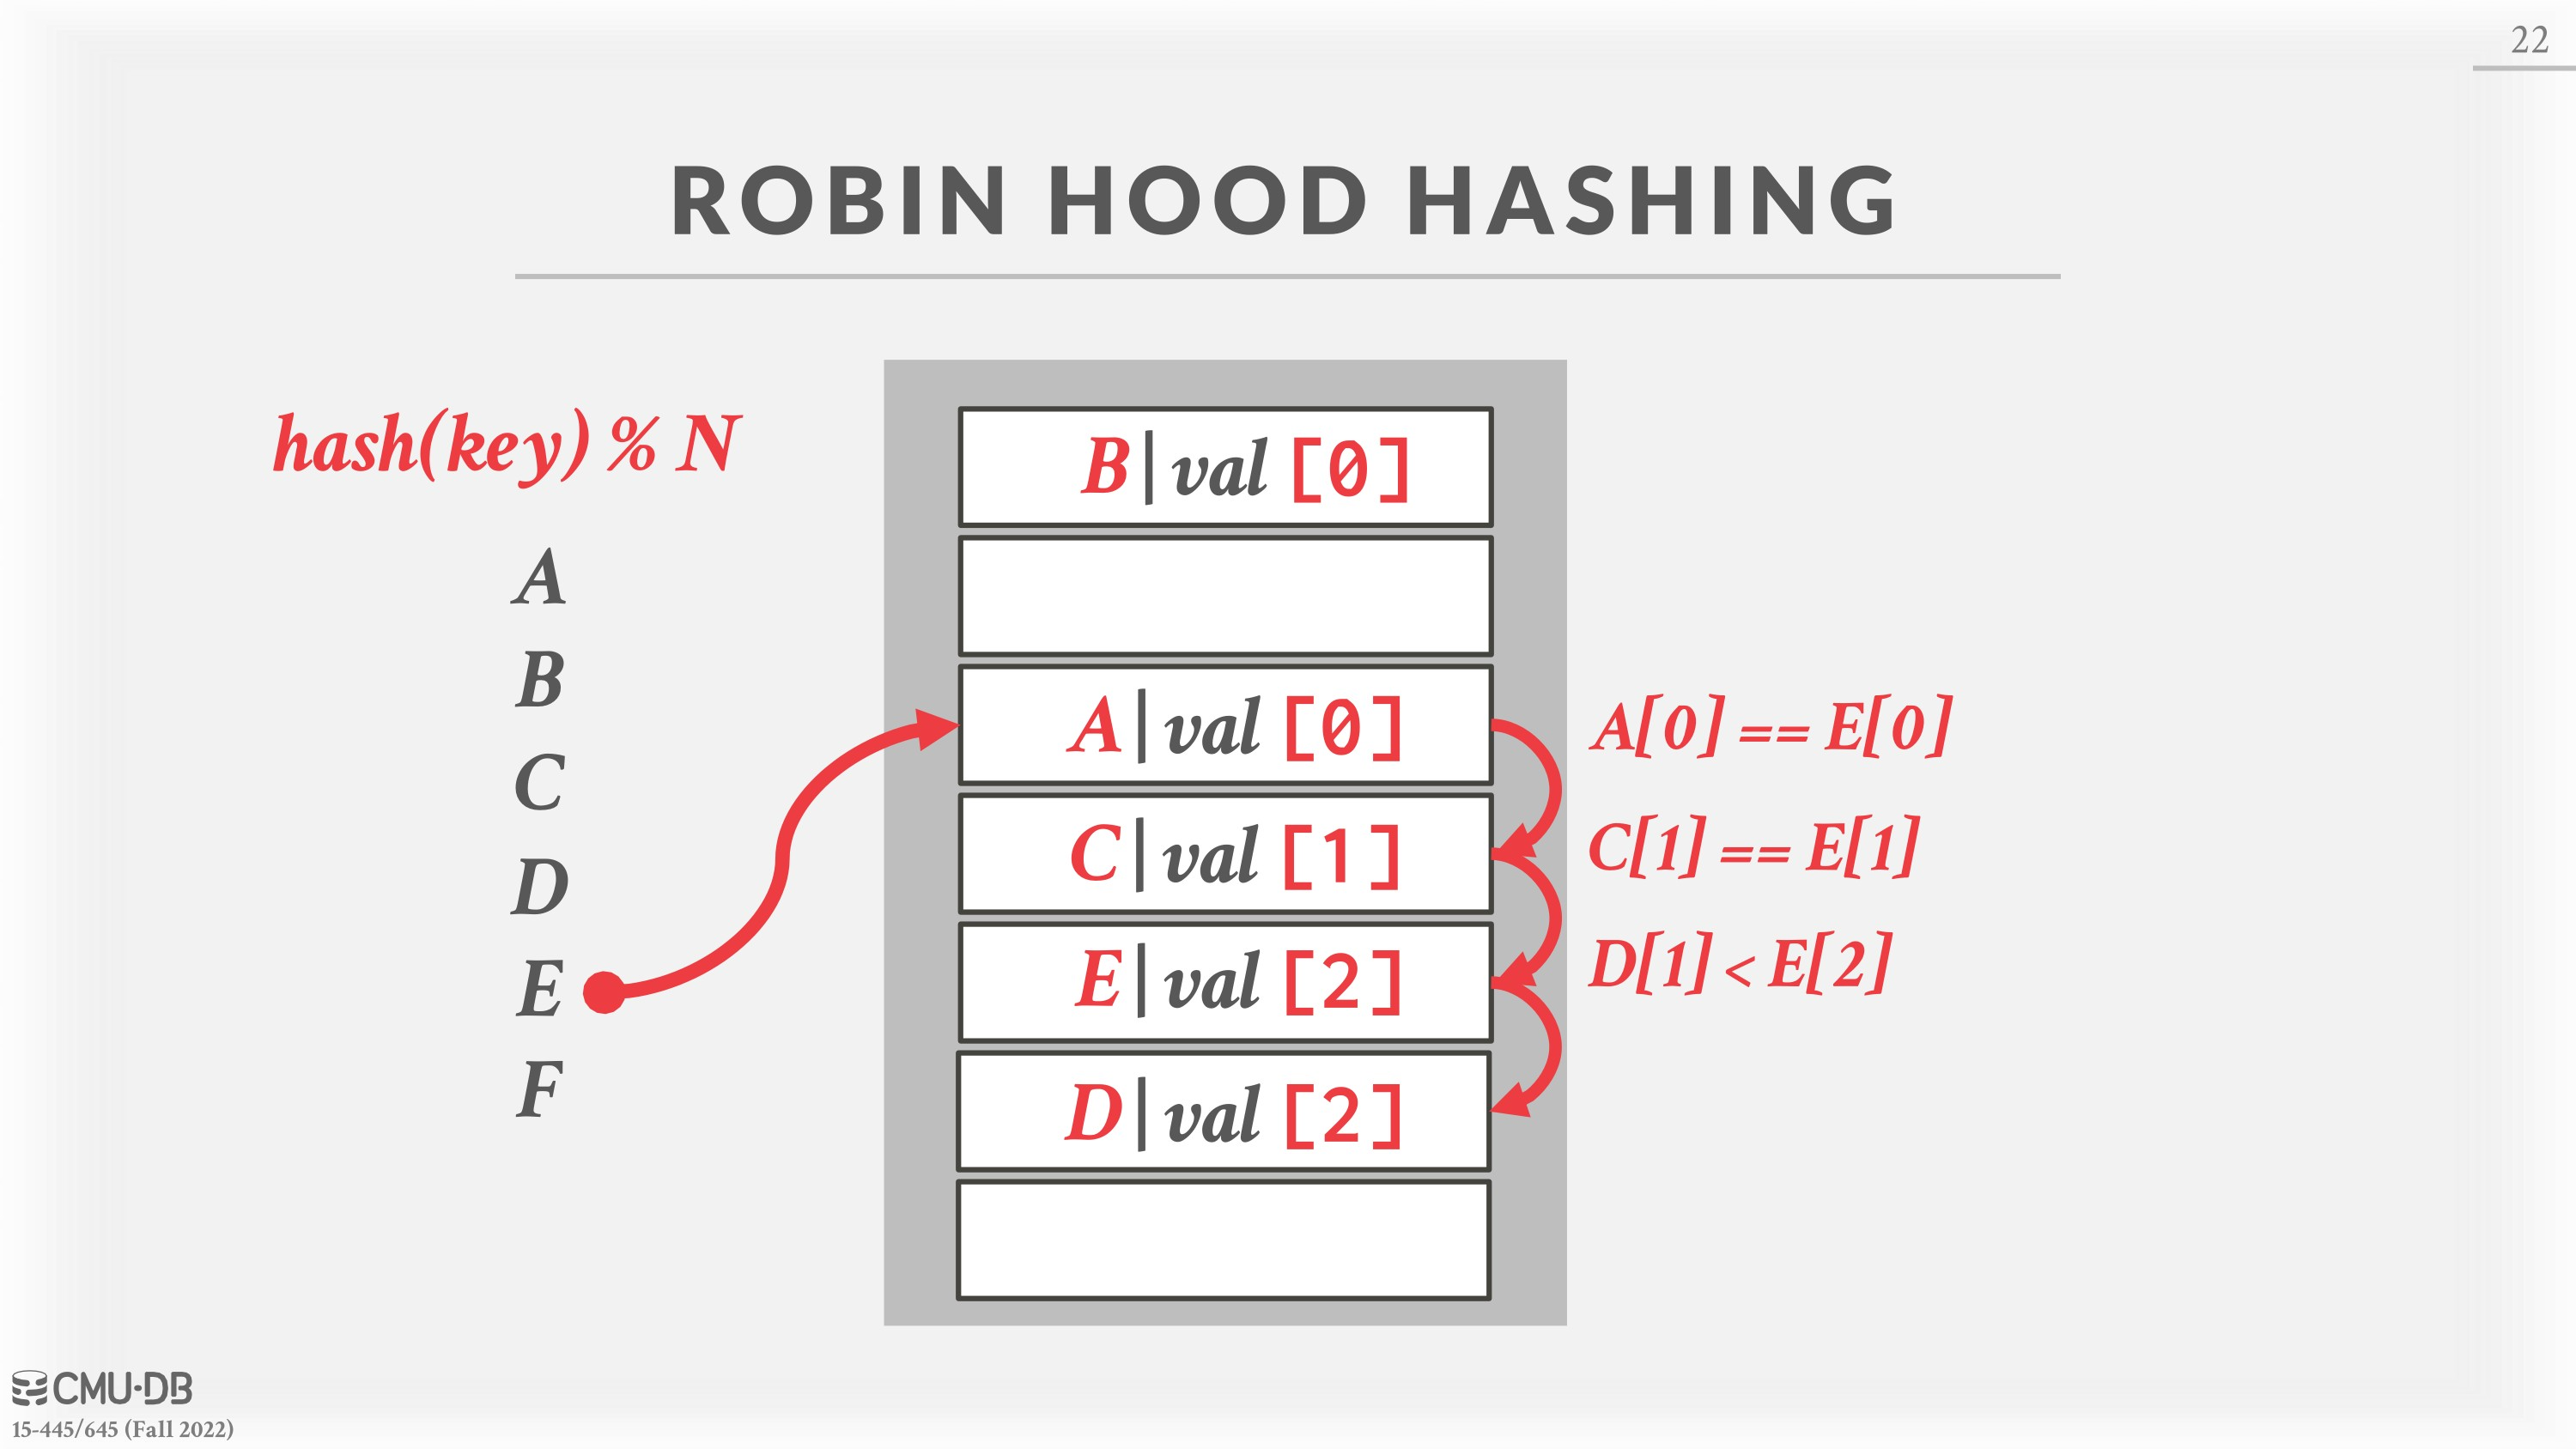 22
ROBIN HOOD HASHING
hash(key) % N
A
B
C
D
E
F
B|val [0]
A|val [0]
C|val [1]
E|val [2]
D|val [2]
A[0] == E[0]
C[1] == E[1]
D[1] < E[2]
CMU·DB
15-445/645 (Fall 2022)